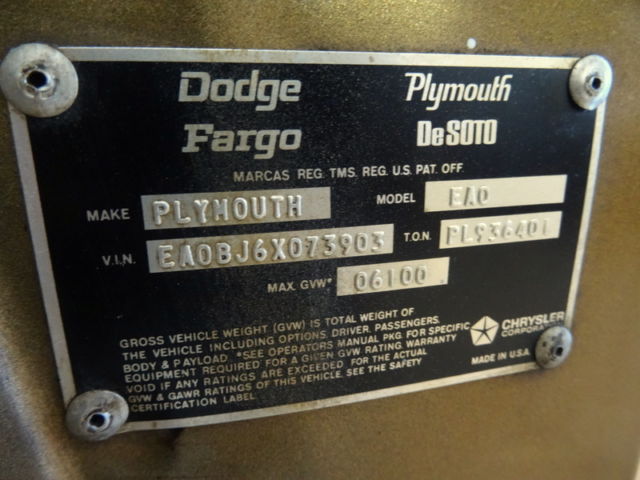 Dodge Plymouth
Fargo DeSOTO
MARCAS REG. TMS. REG. U.S. PAT. OFF.
MAKE PLYMOUTH MODEL EA0
V.I.N. EA0BJ6X073903 T.O.N. PL936401
MAX. GVW* 06100
GROSS VEHICLE WEIGHT (GVW) IS TOTAL WEIGHT OF
THE VEHICLE INCLUDING OPTIONS, DRIVER, PASSENGERS,
BODY & PAYLOAD. *SEE OPERATORS MANUAL PKG. FOR SPECIFIC
EQUIPMENT REQUIRED FOR A GIVEN GVW RATING. WARRANTY
VOID IF ANY RATINGS ARE EXCEEDED. FOR THE ACTUAL
GVW & GAWR RATINGS OF THIS VEHICLE, SEE THE SAFETY
CERTIFICATION LABEL.
CHRYSLER
CORPORATION
MADE IN U.S.A.